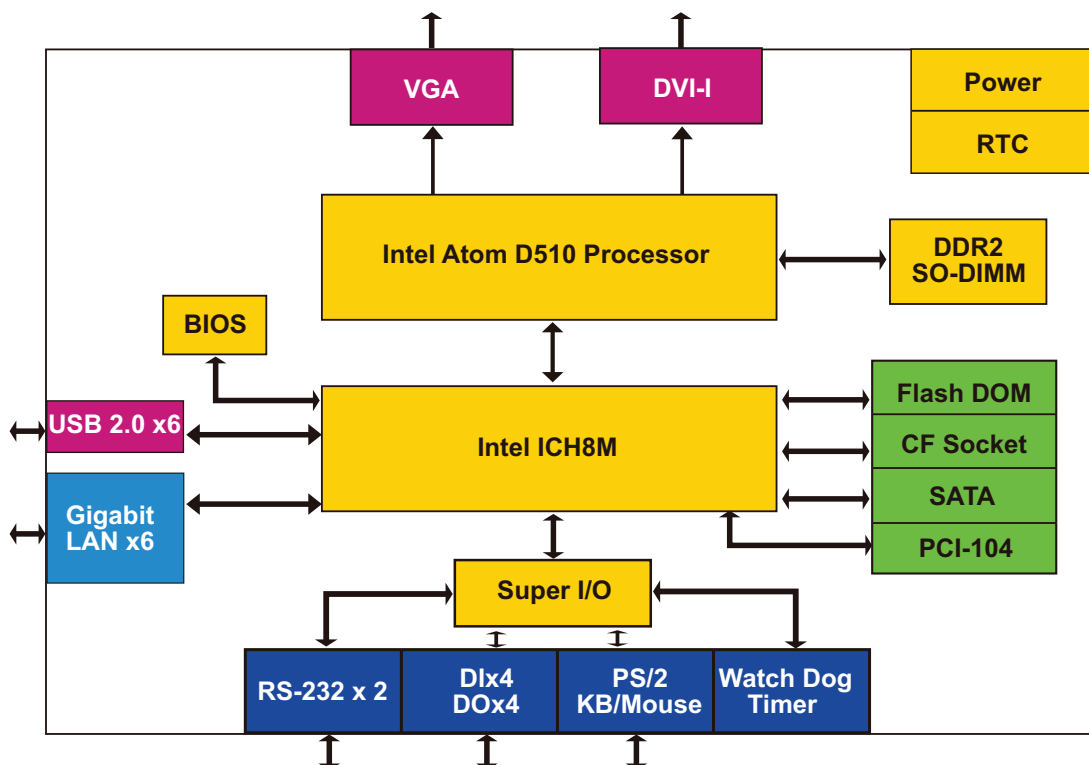 VGA
DVI-I
Power
RTC
Intel Atom D510 Processor
DDR2
SO-DIMM
BIOS
USB 2.0 x6
Gigabit
LAN x6
Intel ICH8M
Flash DOM
CF Socket
SATA
PCI-104
Super I/O
RS-232 x 2
DIx4
DOx4
PS/2
KB/Mouse
Watch Dog
Timer